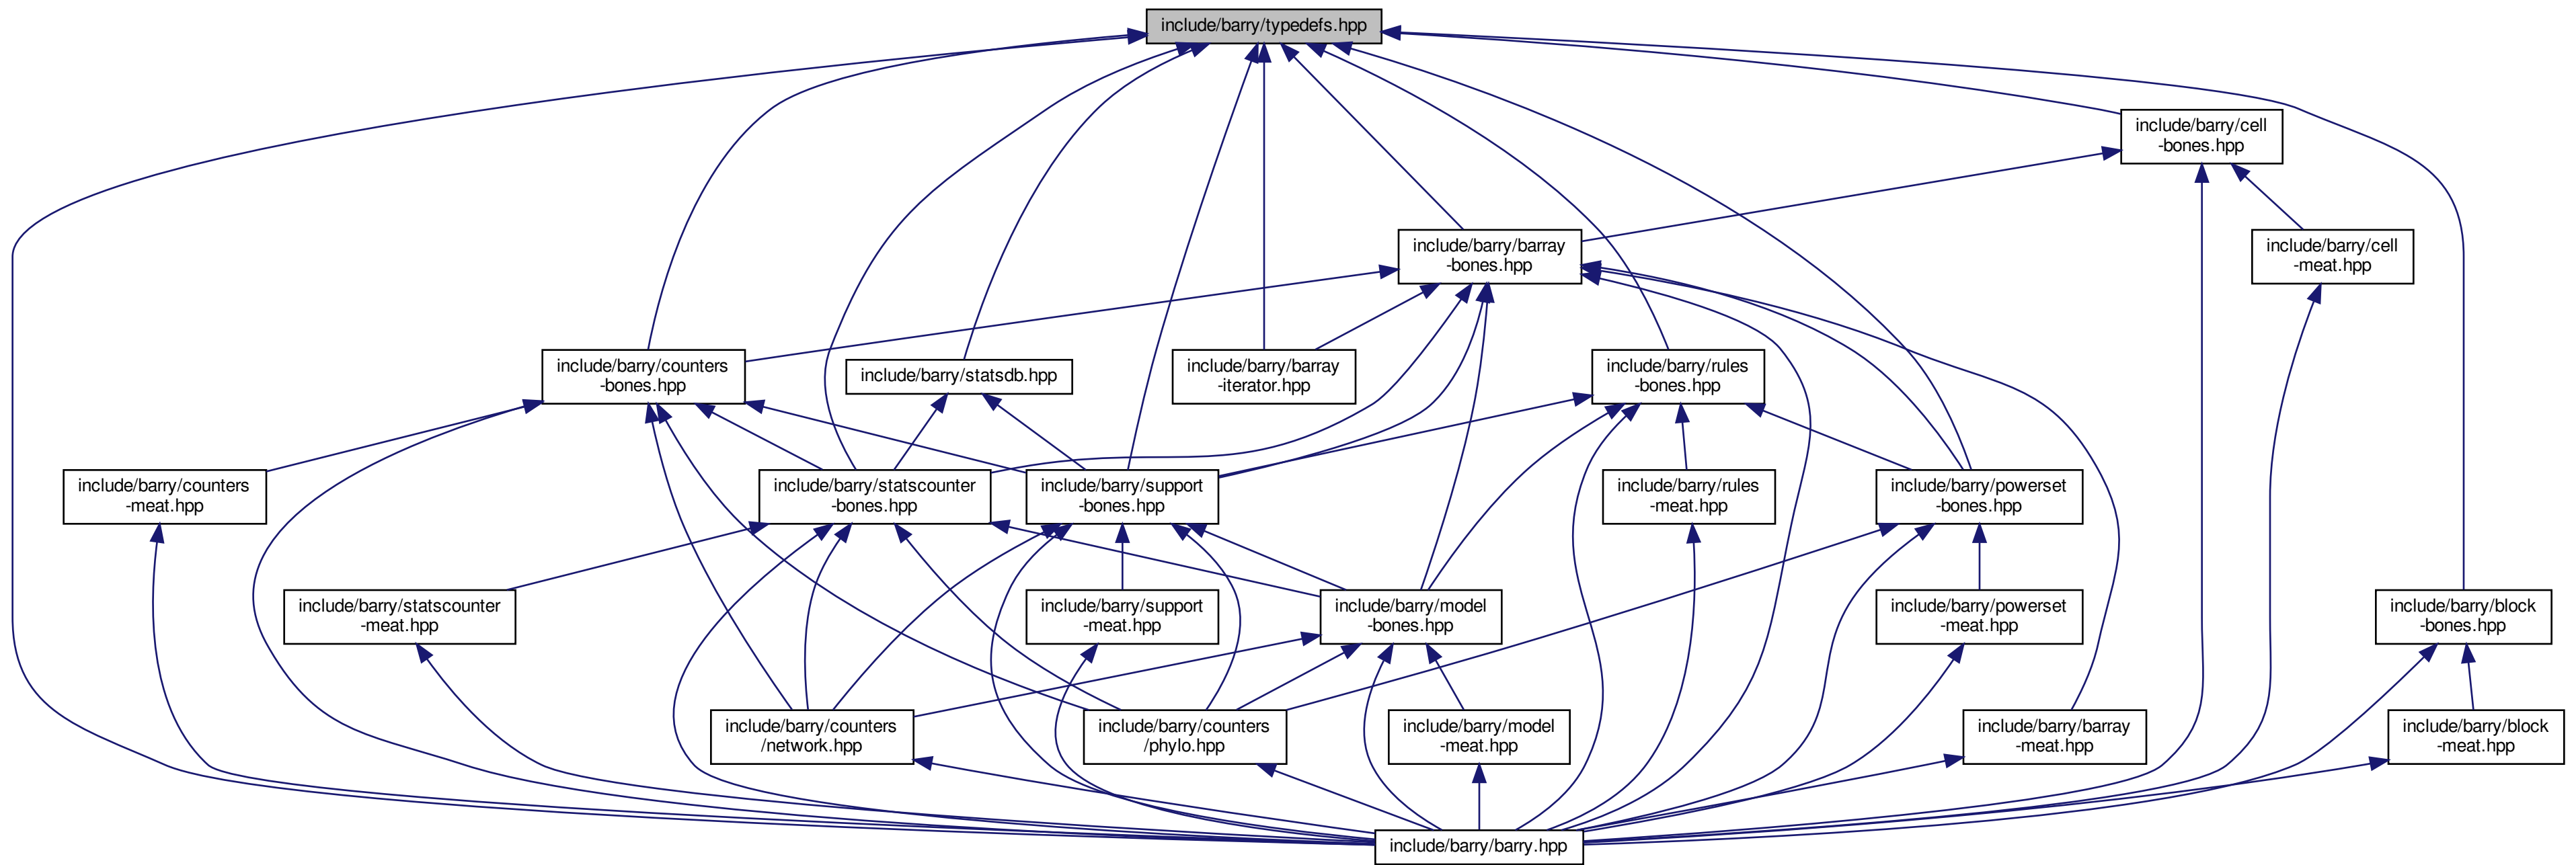 include/barry/typedefs.hpp
include/barry/cell
-bones.hpp
include/barry/barray
-bones.hpp
include/barry/cell
-meat.hpp
include/barry/counters
-bones.hpp
include/barry/statsdb.hpp
include/barry/barray
-iterator.hpp
include/barry/rules
-bones.hpp
include/barry/counters
-meat.hpp
include/barry/statscounter
-bones.hpp
include/barry/support
-bones.hpp
include/barry/rules
-meat.hpp
include/barry/powerset
-bones.hpp
include/barry/statscounter
-meat.hpp
include/barry/support
-meat.hpp
include/barry/model
-bones.hpp
include/barry/powerset
-meat.hpp
include/barry/block
-bones.hpp
include/barry/counters
/network.hpp
include/barry/counters
/phylo.hpp
include/barry/model
-meat.hpp
include/barry/barray
-meat.hpp
include/barry/block
-meat.hpp
include/barry/barry.hpp